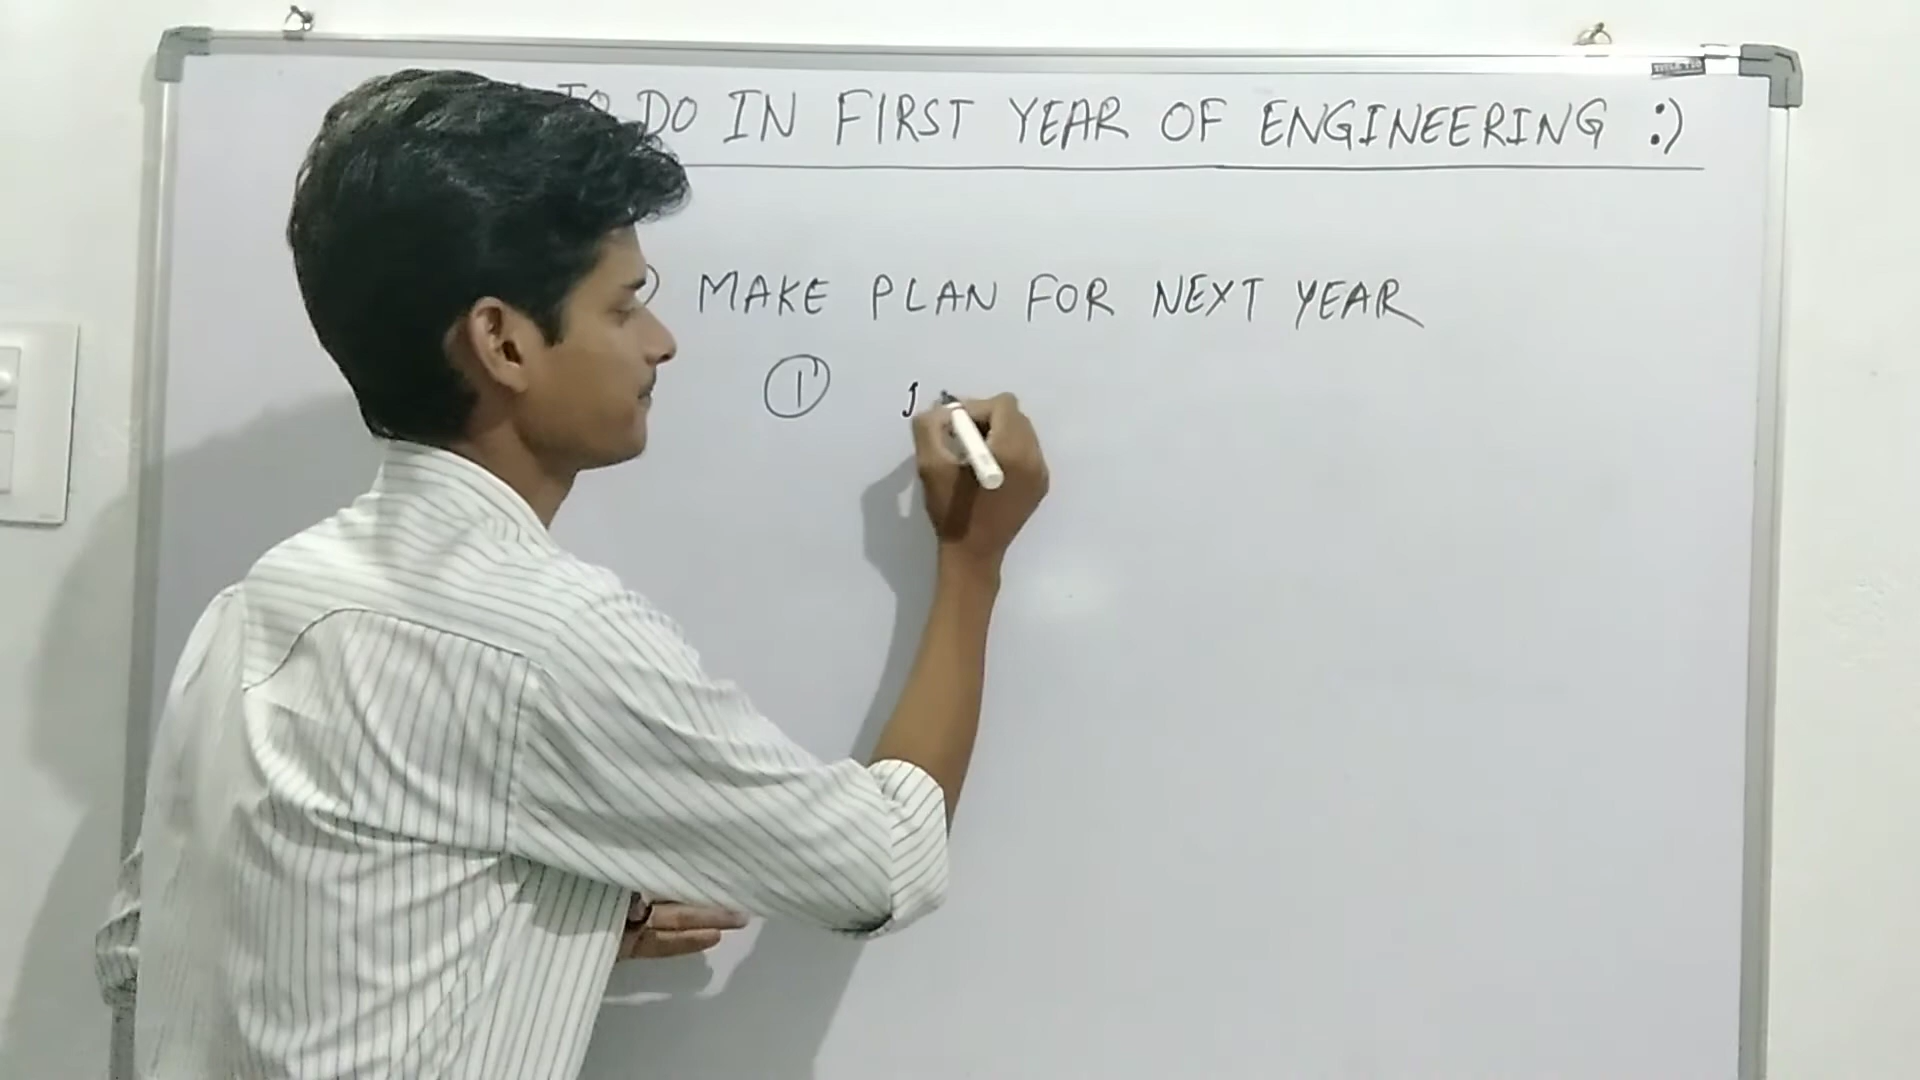 TO DO IN FIRST YEAR OF ENGINEERING :)
) MAKE PLAN FOR NEXT YEAR
1'